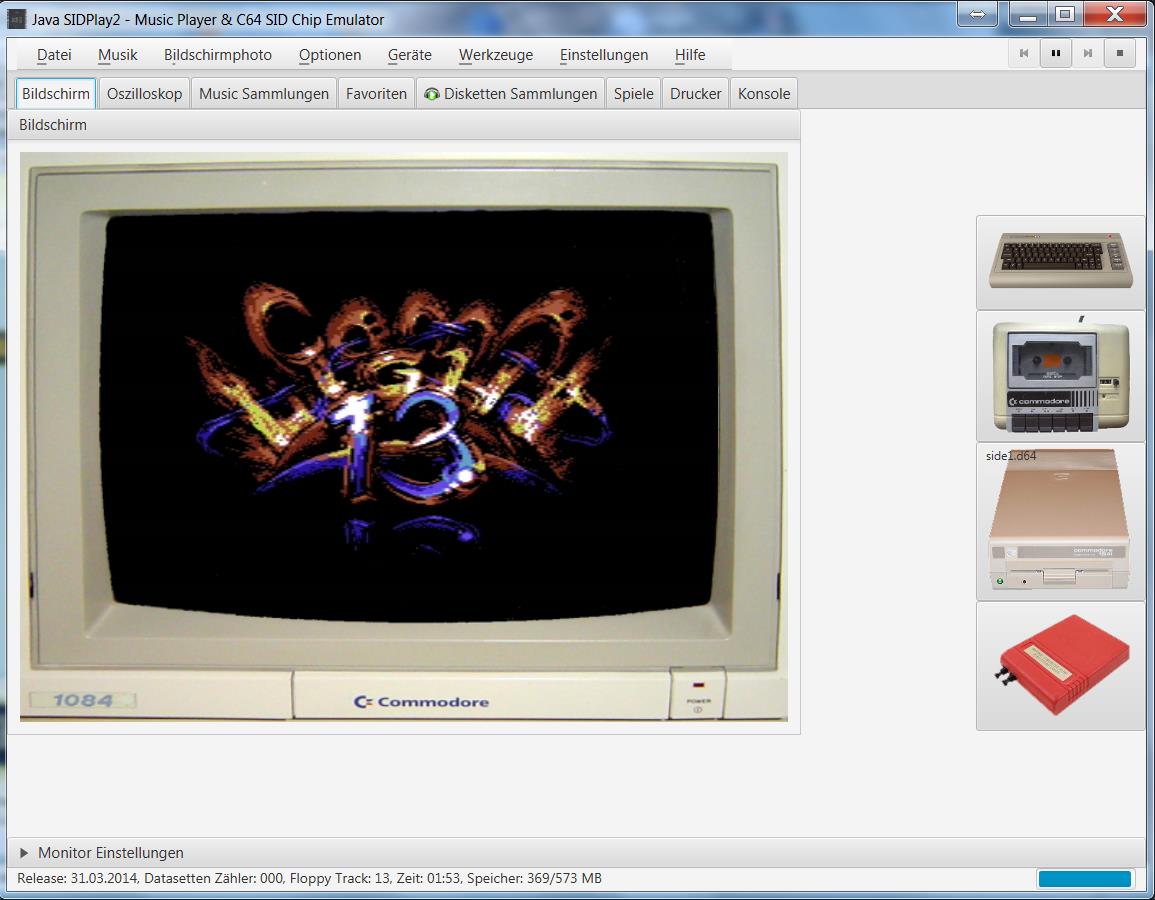 Java SIDPlay2 - Music Player & C64 SID Chip Emulator
Datei Musik Bildschirmphoto Optionen Geräte Werkzeuge Einstellungen Hilfe
Bildschirm Oszilloskop Music Sammlungen Favoriten Disketten Sammlungen Spiele Drucker Konsole
Bildschirm
13
1084
Commodore
POWER
commodore
side1.d64
commodore
Monitor Einstellungen
Release: 31.03.2014, Datasetten Zähler: 000, Floppy Track: 13, Zeit: 01:53, Speicher: 369/573 MB